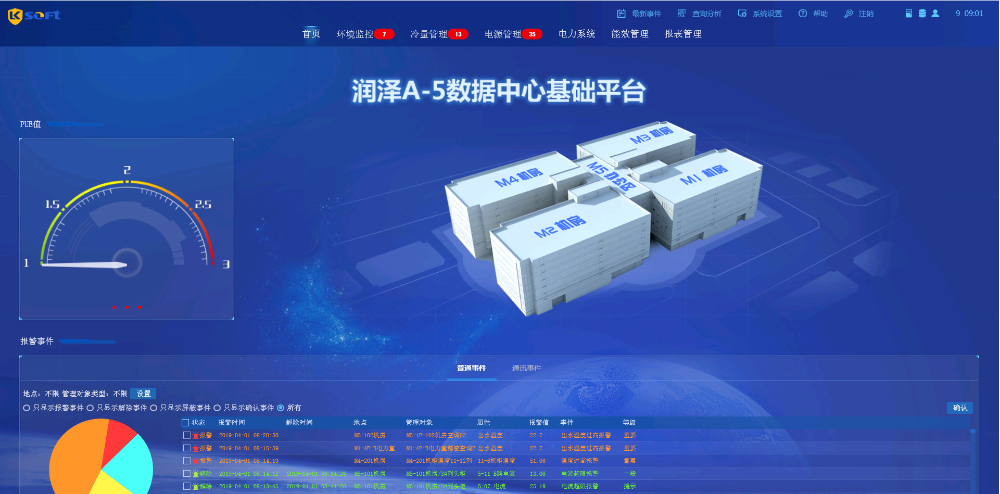 Ksoft
最新事件 查询分析 系统设置 帮助 注销 9 09:01
首页 环境监控 7 冷量管理 13 电源管理 35 电力系统 能效管理 报表管理
润泽A-5数据中心基础平台
PUE值
M3 机房
M4 机房
M5 办公区
M1 机房
M2 机房
2
1.5 2.5
1 3
报警事件
普通事件 通讯事件
地点: 不限 管理对象类型: 不限 设置
只显示报警事件 只显示解除事件 只显示屏蔽事件 只显示确认事件 所有 确认
状态 报警时间 解除时间 地点 管理对象 属性 报警值 事件 等级
报警 2019-04-01 08:20:50 M5-102机房 M5-1F-102机房空调03 出水温度 22.7 出水温度过高报警 重要
报警 2019-04-01 08:15:59 M1-4F-B电力室 M1-4F-B电力室精密空调2 出水温度 22.7 出水温度过高报警 重要
报警 2019-04-01 08:14:19 M4-201机房 M4-201机柜温度11-12列 11-6机柜温度 51.06 温度过高报警 重要
解除 2019-04-01 08:14:12 2019-04-01 08:14:26 M5-101机房 M5-101机房/3#列头柜 5-11 B路电流 13.06 电流超限报警 一般
解除 2019-04-01 08:13:45 2019-04-01 08:14:26 M5-101机房 M5-101机房/3#列头柜 5-07 电流 25.19 电流超限报警 提示